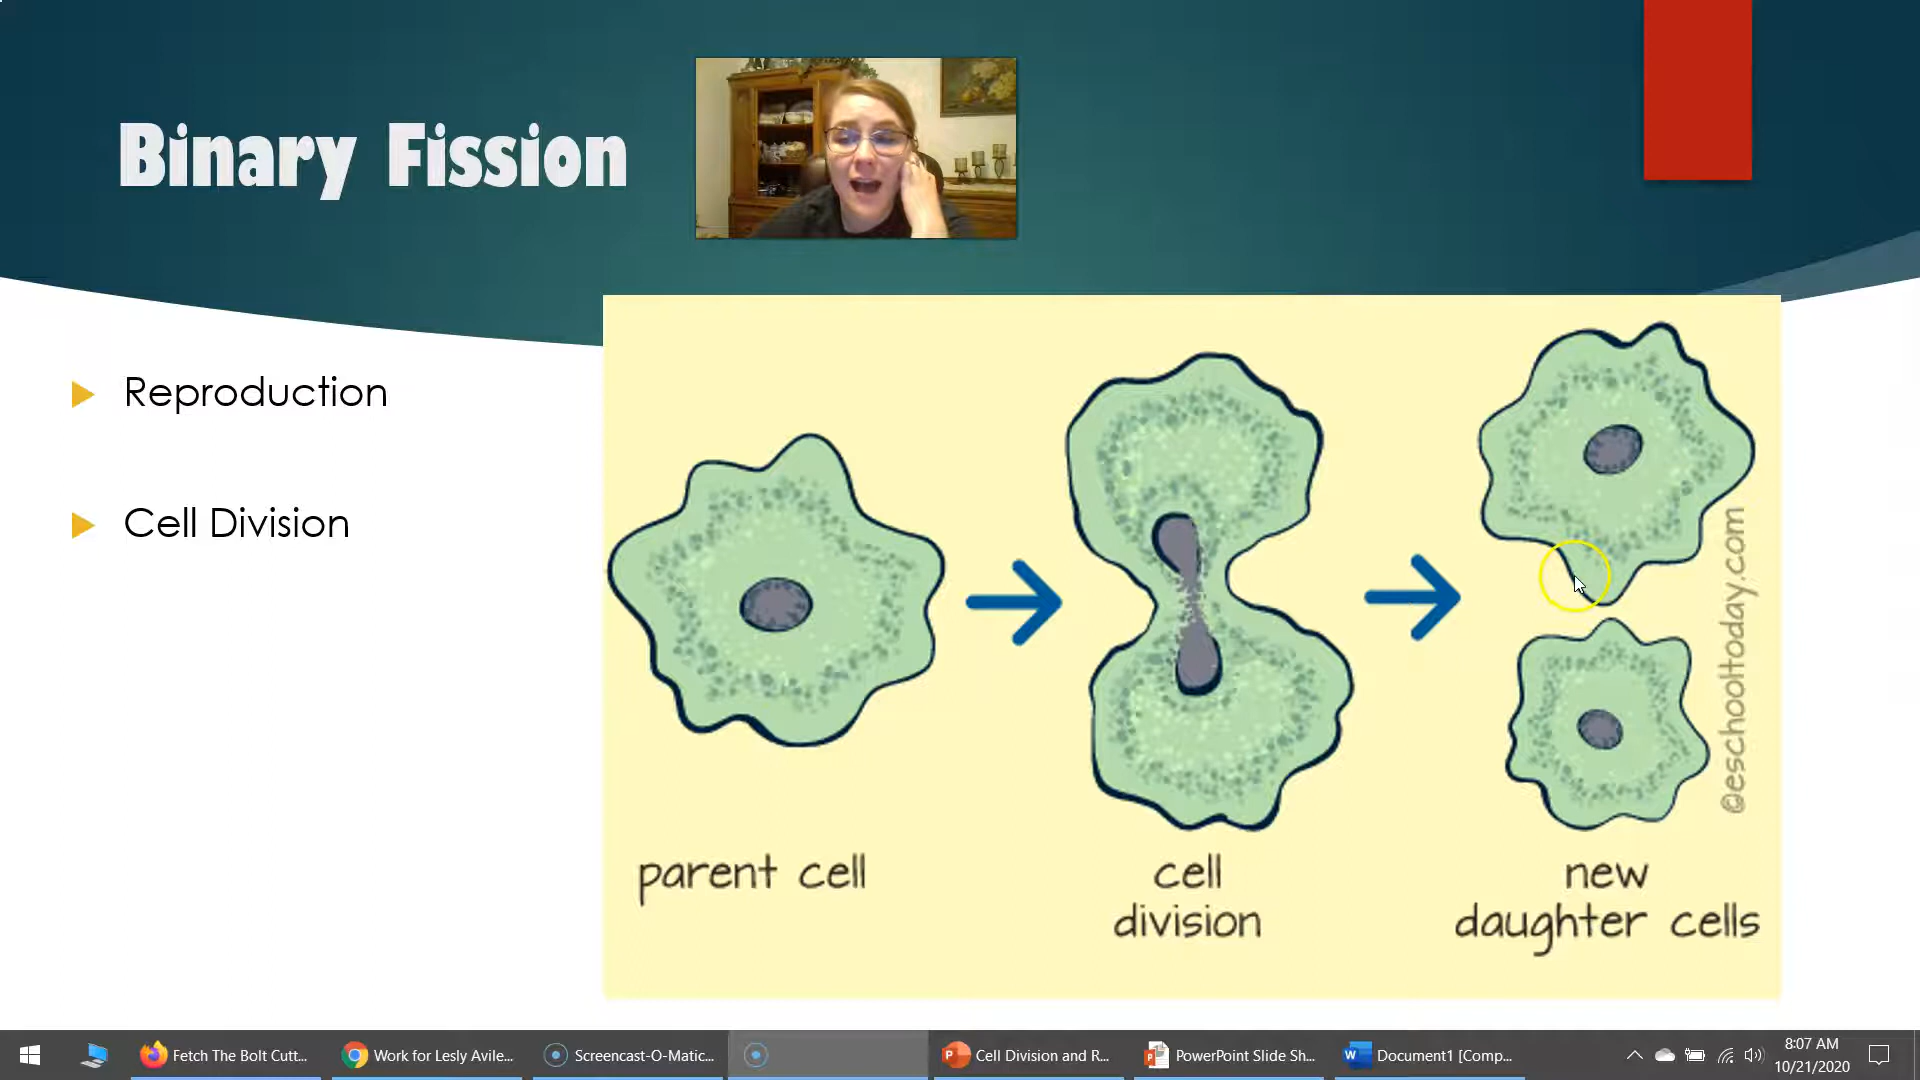 Binary Fission
Reproduction
Cell Division
parent cell
cell
division
new
daughter cells
@eschooltoday.com
Fetch The Bolt Cutt...
Work for Lesly Avile...
Screencast-O-Matic...
Cell Division and R...
PowerPoint Slide Sh...
Document1 [Comp...
8:07 AM
10/21/2020